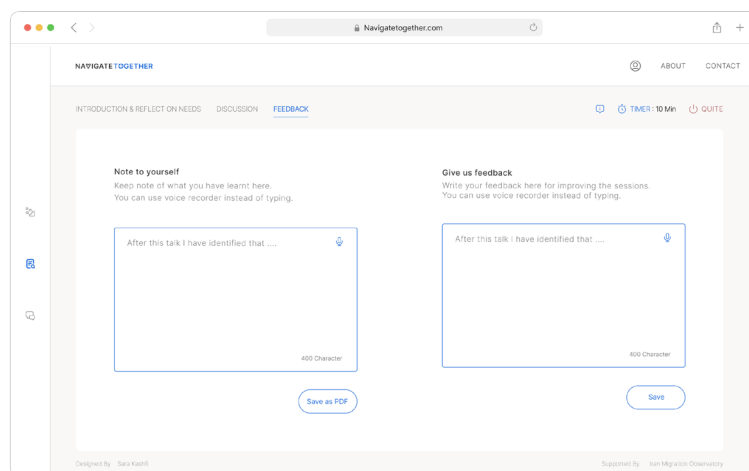 Navigatetogether.com
NAVIGATETOGETHER
ABOUT
CONTACT
INTRODUCTION & REFLECT ON NEEDS
DISCUSSION
FEEDBACK
TIMER : 10 Min
QUITE
Note to yourself
Keep note of what you have learnt here.
You can use voice recorder instead of typing.
After this talk I have identified that ....
400 Character
Save as PDF
Give us feedback
Write your feedback here for improving the sessions.
You can use voice recorder instead of typing.
After this talk I have identified that ....
400 Character
Save
Designed By Sara Kashfi
Supported By Iran Migration Observatory